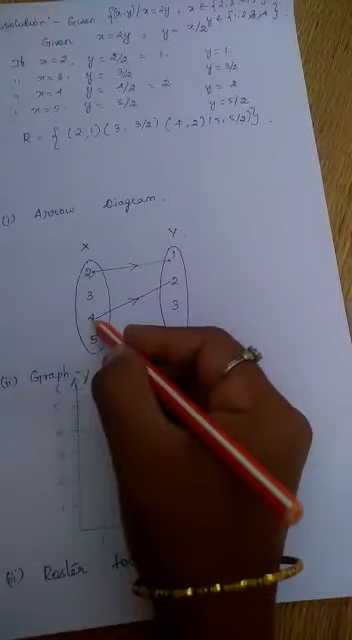 solution:- Given {(x,y)/x=2y, x ∈ {2,3,4,5}
y ∈ {1,2,3,4}.
Given x=2y, y = x/2
If x=2, y = 2/2 = 1. y=1
" x=3, y = 3/2 y=3/2
" x=4 y = 4/2 = 2 y=2
" x=5. y = 5/2 y=5/2
R = { (2,1) (3, 3/2) (4,2) (5,5/2)}.
(i) Arrow Diagram.
X Y
2 1
3 2
4 3
5
(ii) Graph
y
(iii) Roster